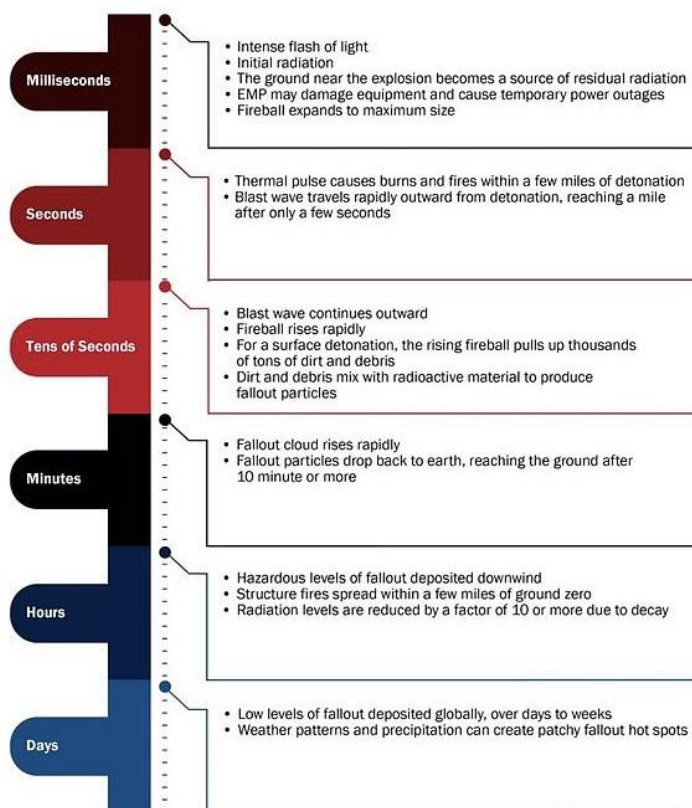 Milliseconds
• Intense flash of light
• Initial radiation
• The ground near the explosion becomes a source of residual radiation
• EMP may damage equipment and cause temporary power outages
• Fireball expands to maximum size
Seconds
• Thermal pulse causes burns and fires within a few miles of detonation
• Blast wave travels rapidly outward from detonation, reaching a mile
after only a few seconds
Tens of Seconds
• Blast wave continues outward
• Fireball rises rapidly
• For a surface detonation, the rising fireball pulls up thousands
of tons of dirt and debris
• Dirt and debris mix with radioactive material to produce
fallout particles
Minutes
• Fallout cloud rises rapidly
• Fallout particles drop back to earth, reaching the ground after
10 minute or more
Hours
• Hazardous levels of fallout deposited downwind
• Structure fires spread within a few miles of ground zero
• Radiation levels are reduced by a factor of 10 or more due to decay
Days
• Low levels of fallout deposited globally, over days to weeks
• Weather patterns and precipitation can create patchy fallout hot spots